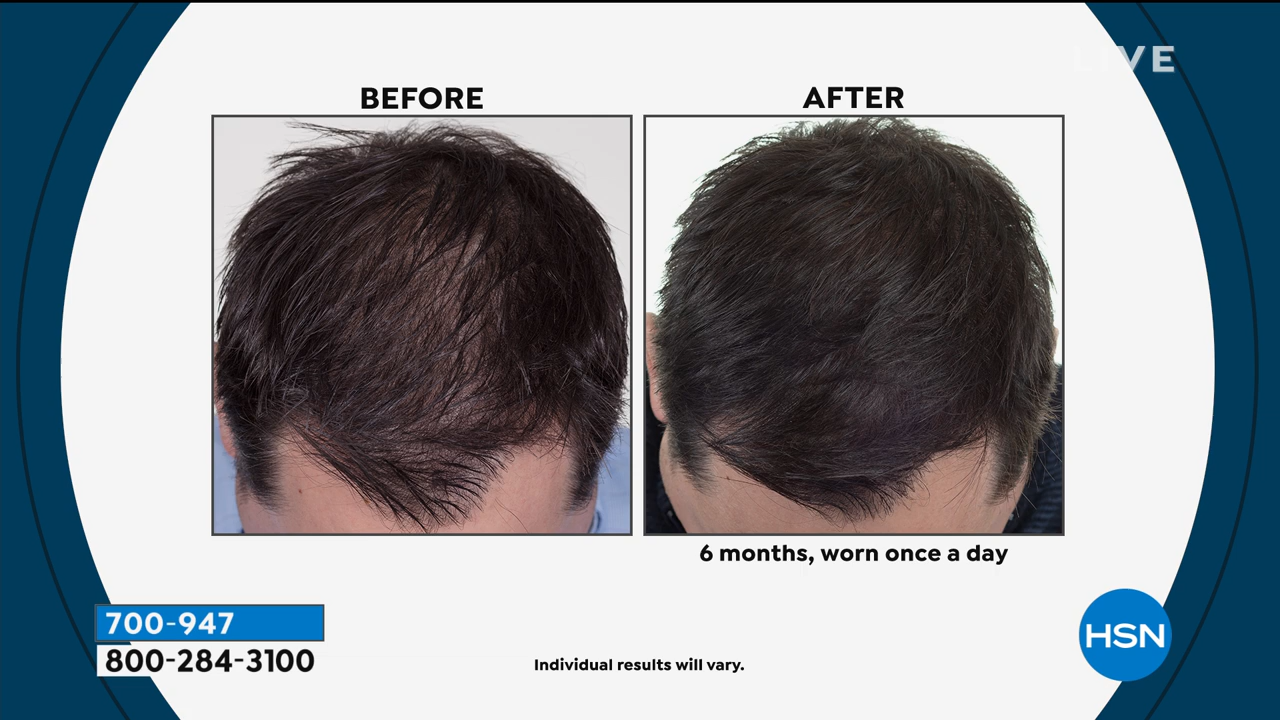 LIVE
BEFORE
AFTER
6 months, worn once a day
700-947
800-284-3100
Individual results will vary.
HSN